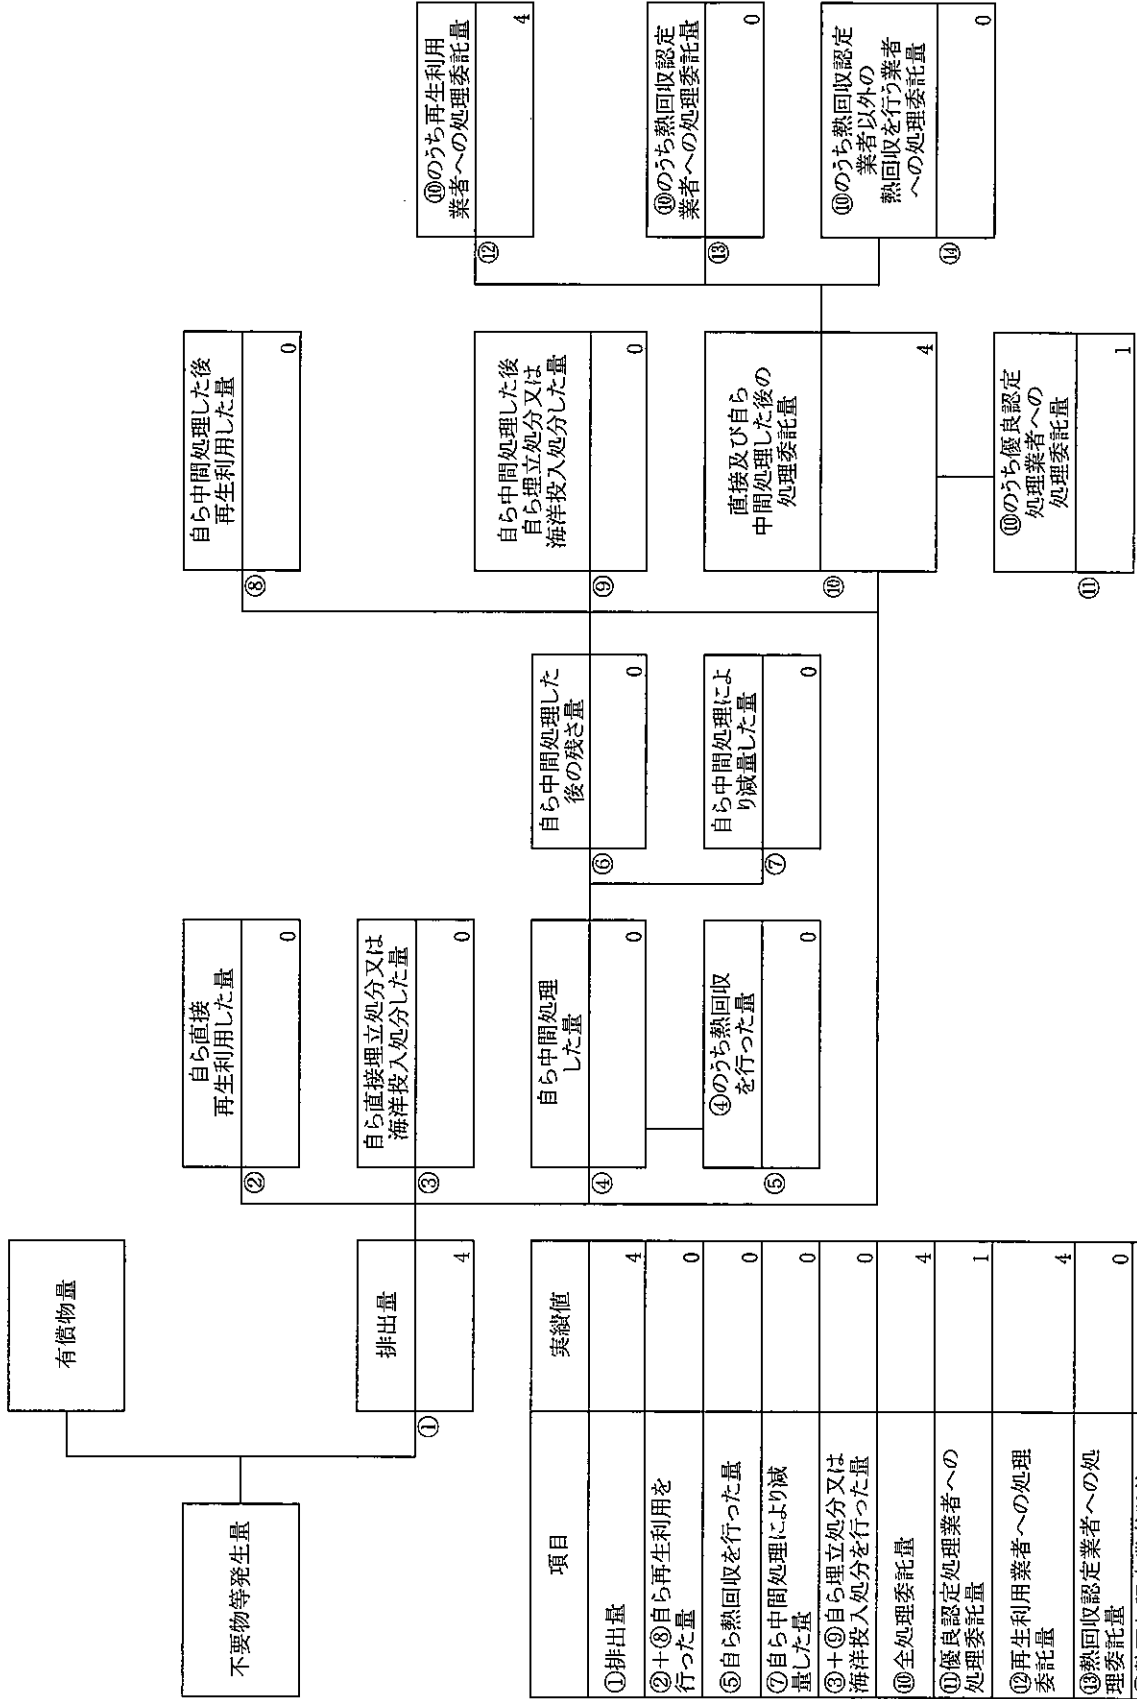 不要物等発生量
有償物量
①
排出量
4
②
自ら直接
再生利用した量
0
③
自ら直接埋立処分又は
海洋投入処分した量
0
④
自ら中間処理
した量
0
⑤
④のうち熱回収
を行った量
0
⑥
自ら中間処理した
後の残さ量
0
⑦
自ら中間処理によ
り減量した量
0
⑧
自ら中間処理した後
再生利用した量
0
⑨
自ら中間処理した後
自ら埋立処分又は
海洋投入処分した量
0
⑩
直接及び自ら
中間処理した後の
処理委託量
4
⑪
⑩のうち優良認定
処理業者への
処理委託量
1
⑫
⑩のうち再生利用
業者への処理委託量
4
⑬
⑩のうち熱回収認定
業者への処理委託量
0
⑭
⑩のうち熱回収認定
業者以外の
熱回収を行う業者
への処理委託量
0
項目
実績値
①排出量
4
②+⑧自ら再生利用を
行った量
0
⑤自ら熱回収を行った量
0
⑦自ら中間処理により減
量した量
0
③+⑨自ら埋立処分又は
海洋投入処分を行った量
0
⑩全処理委託量
4
⑪優良認定処理業者への
処理委託量
1
⑫再生利用業者への処理
委託量
4
⑬熱回収認定業者への処
理委託量
0